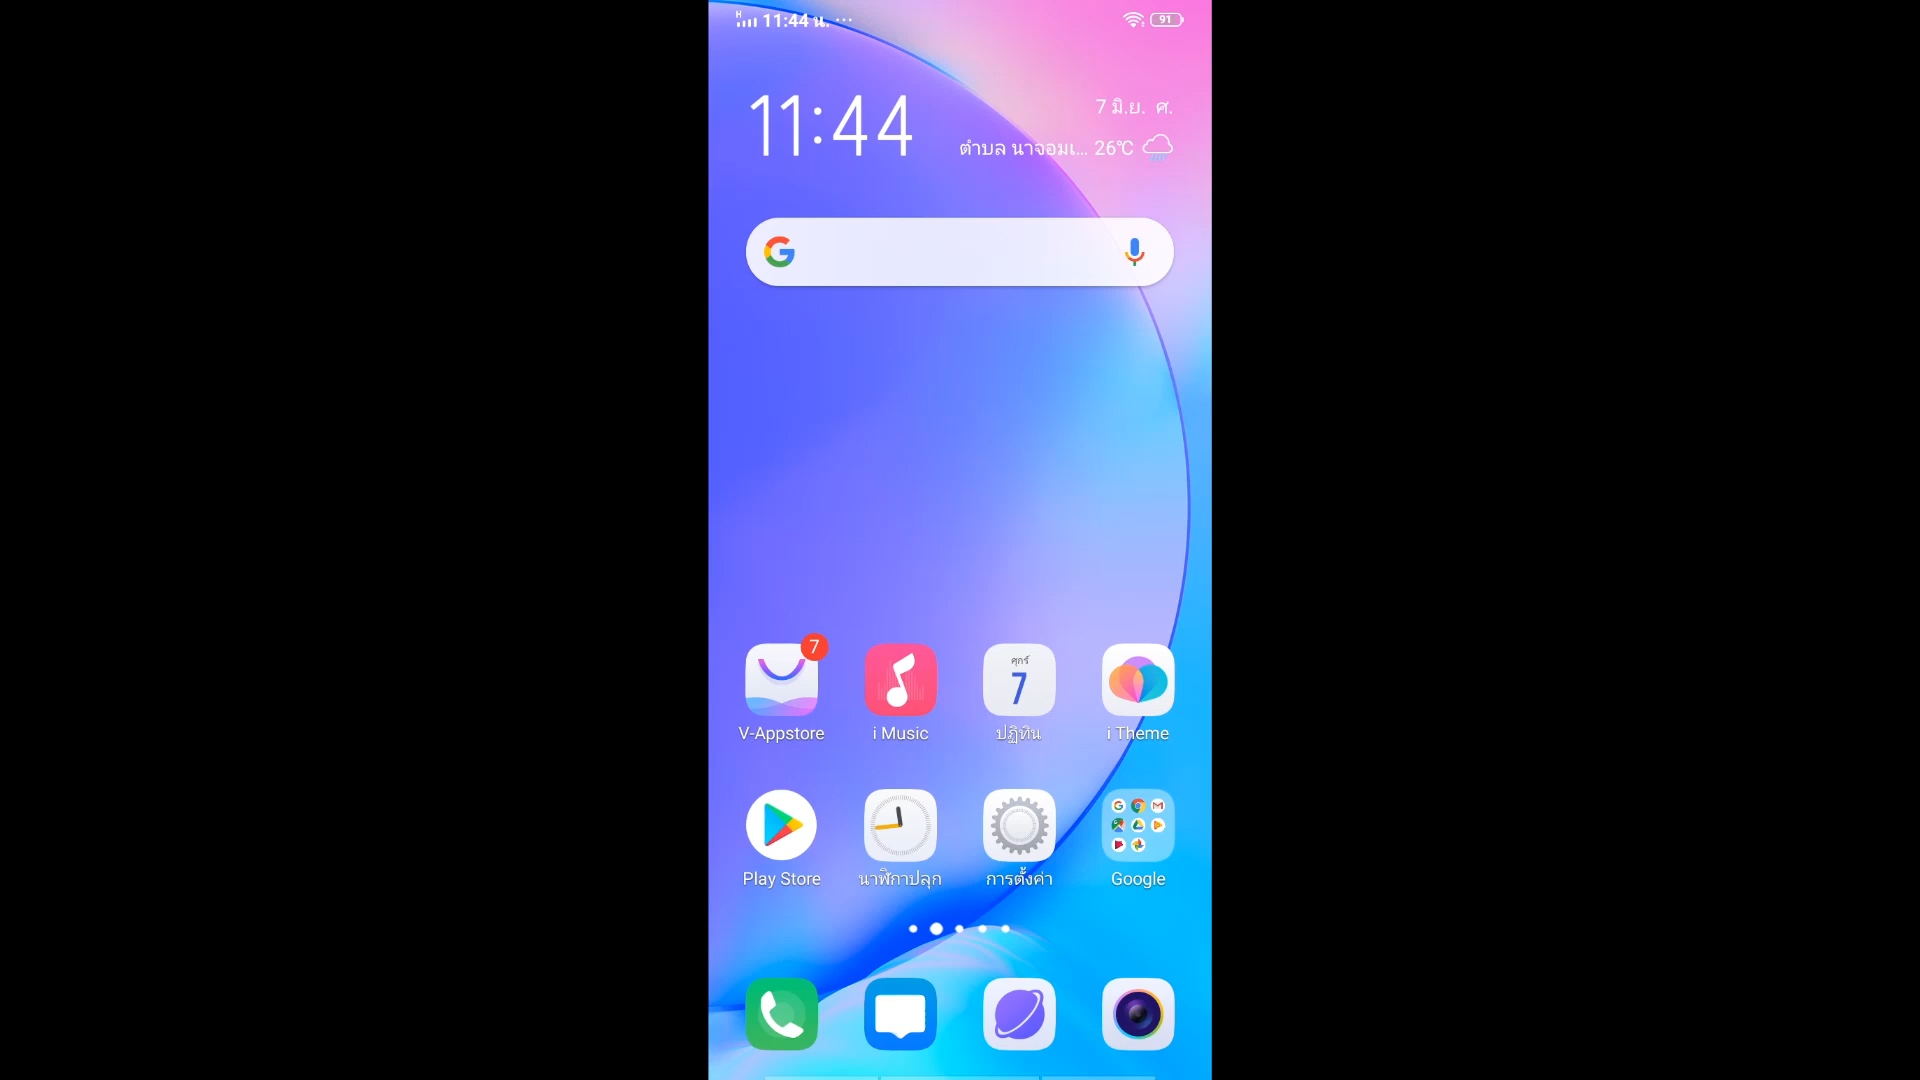 H 11:44 น. ... 91
11:44
7 มิ.ย. ศ.
ตำบล นาจอมเ... 26℃
7
ศุกร์
7
V-Appstore i Music ปฏิทิน i Theme
Play Store นาฬิกาปลุก การตั้งค่า Google